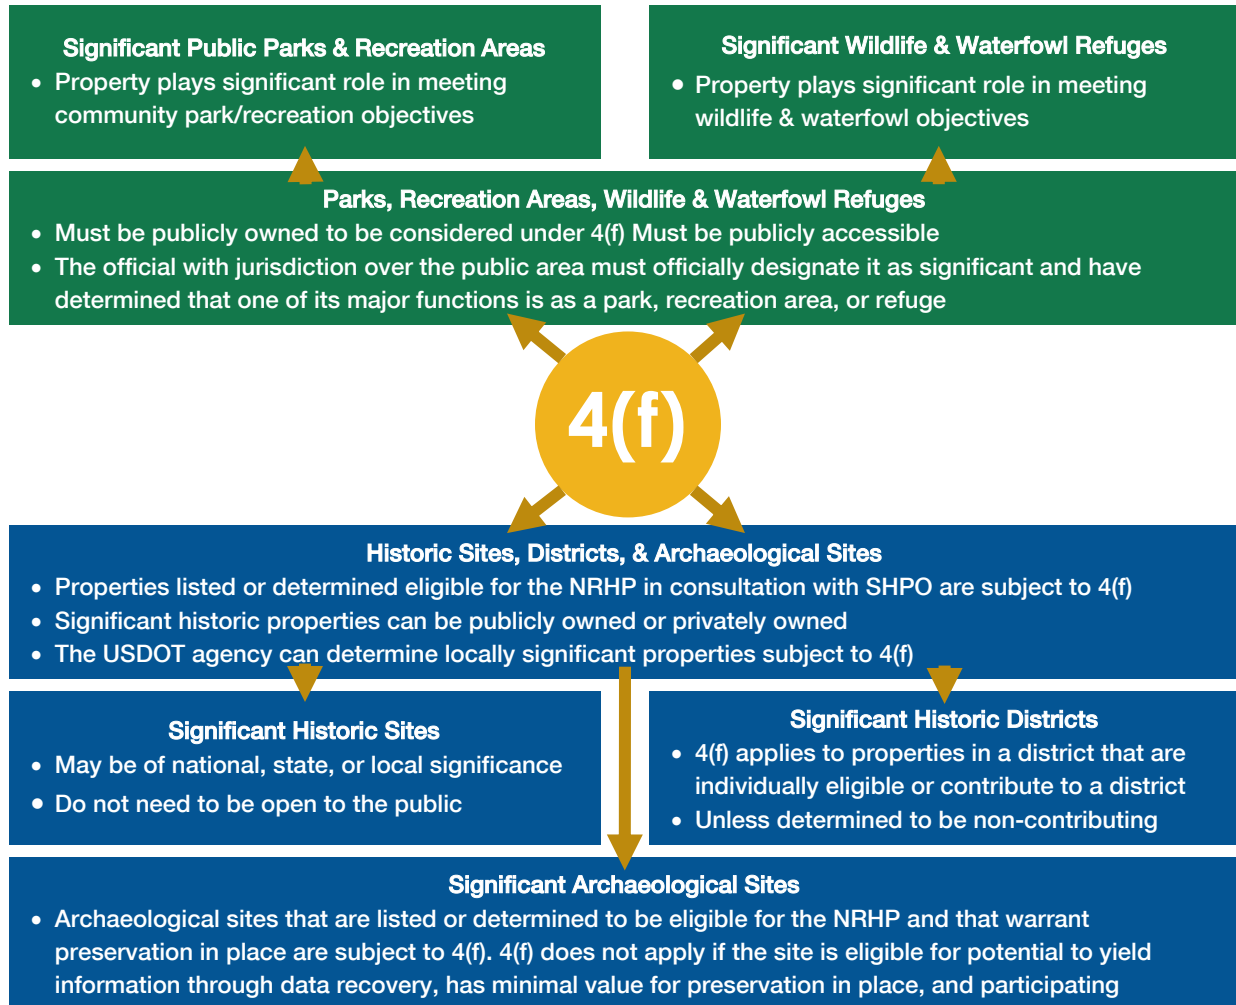 Significant Public Parks & Recreation Areas
• Property plays significant role in meeting
community park/recreation objectives
Significant Wildlife & Waterfowl Refuges
• Property plays significant role in meeting
wildlife & waterfowl objectives
Parks, Recreation Areas, Wildlife & Waterfowl Refuges
• Must be publicly owned to be considered under 4(f) Must be publicly accessible
• The official with jurisdiction over the public area must officially designate it as significant and have
determined that one of its major functions is as a park, recreation area, or refuge
4(f)
Historic Sites, Districts, & Archaeological Sites
• Properties listed or determined eligible for the NRHP in consultation with SHPO are subject to 4(f)
• Significant historic properties can be publicly owned or privately owned
• The USDOT agency can determine locally significant properties subject to 4(f)
Significant Historic Sites
• May be of national, state, or local significance
• Do not need to be open to the public
Significant Historic Districts
• 4(f) applies to properties in a district that are
individually eligible or contribute to a district
• Unless determined to be non-contributing
Significant Archaeological Sites
• Archaeological sites that are listed or determined to be eligible for the NRHP and that warrant
preservation in place are subject to 4(f). 4(f) does not apply if the site is eligible for potential to yield
information through data recovery, has minimal value for preservation in place, and participating